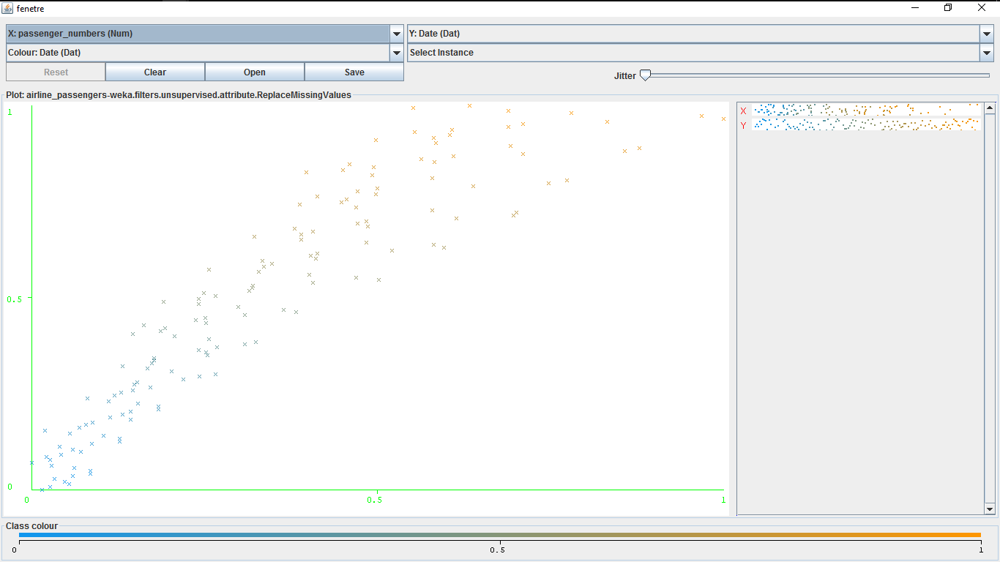 fenetre
X: passenger_numbers (Num)
Y: Date (Dat)
Colour: Date (Dat)
Select Instance
Reset
Clear
Open
Save
Jitter
Plot: airline_passengers-weka.filters.unsupervised.attribute.ReplaceMissingValues
1
0.5
0
0
0.5
1
X
Y
Class colour
0
0.5
1